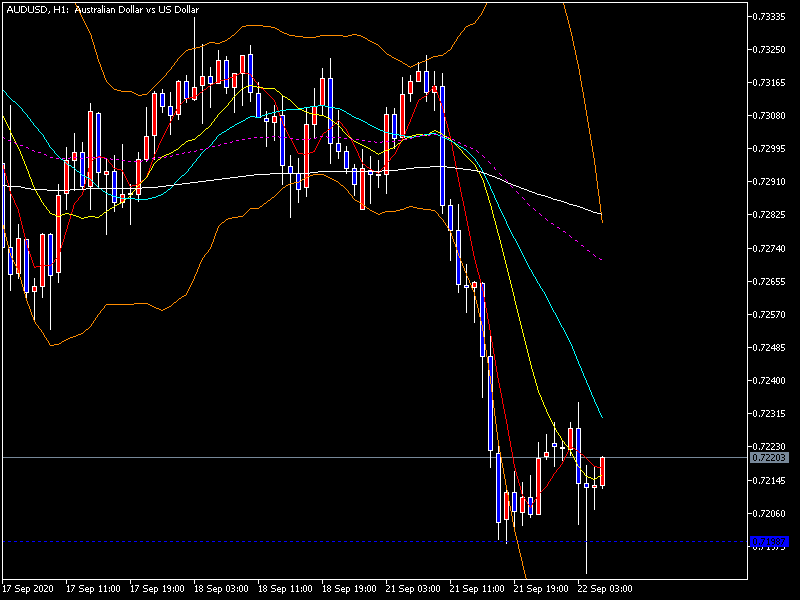 AUDUSD, H1: Australian Dollar vs US Dollar
0.73335
0.73250
0.73165
0.73080
0.72995
0.72910
0.72825
0.72740
0.72655
0.72570
0.72485
0.72400
0.72315
0.72230
0.72203
0.72145
0.72060
0.71975
17 Sep 2020
17 Sep 11:00
17 Sep 19:00
18 Sep 03:00
18 Sep 11:00
18 Sep 19:00
21 Sep 03:00
21 Sep 11:00
21 Sep 19:00
22 Sep 03:00